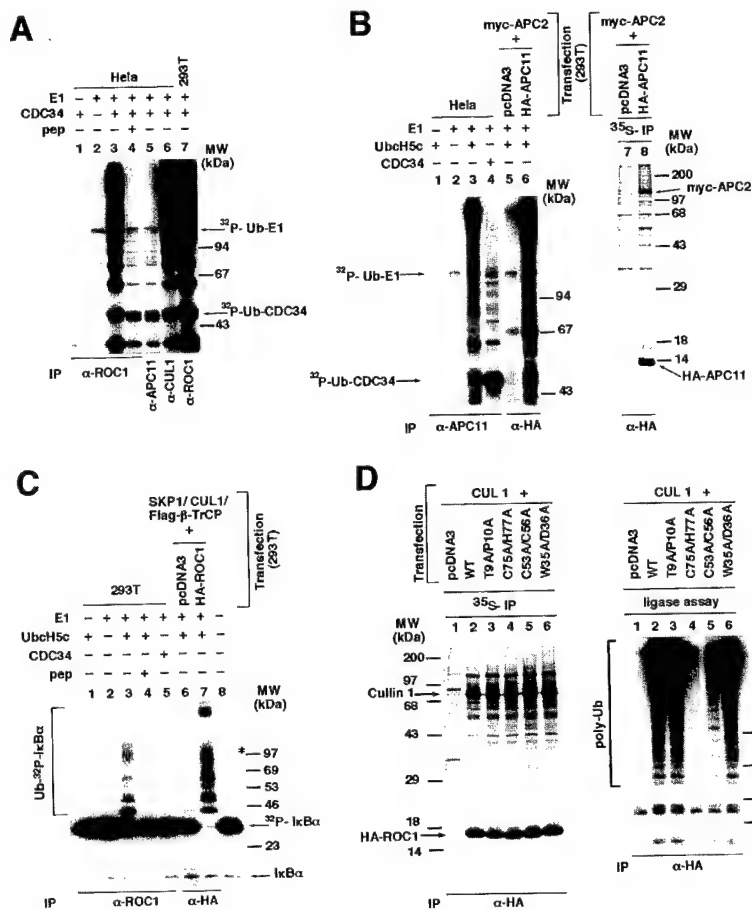 A
Hela
293T
E1 - + + + + + +
CDC34 + - + + + + +
pep - - - + - - -
1 2 3 4 5 6 7
MW
(kDa)
32P- Ub-E1
94
67
32P-Ub-CDC34
43
IP
α-ROC1
α-APC11
α-CUL1
α-ROC1
B
myc-APC2
+
pcDNA3
HA-APC11
Transfection
(293T)
Hela
E1 - + + + + +
UbcH5c + - + - + +
CDC34 - - - + - -
1 2 3 4 5 6
MW
(kDa)
32P- Ub-E1
94
67
32P-Ub-CDC34
43
IP
α-APC11
α-HA
myc-APC2
+
pcDNA3
HA-APC11
35S- IP
7 8
MW
(kDa)
200
myc-APC2
97
68
43
29
18
14
HA-APC11
α-HA
C
SKP1/ CUL1/
Flag-β-TrCP
+
pcDNA3
HA-ROC1
Transfection
(293T)
293T
E1 - + + + + + + -
UbcH5c + - + + - + + -
CDC34 - - - - + - - -
pep - - - + - - - -
1 2 3 4 5 6 7 8
MW
(kDa)
Ub-32P-IκBα
* 97
69
53
46
32P- IκBα
23
IκBα
IP
α-ROC1
α-HA
D
Transfection
CUL 1 +
pcDNA3
WT
T9A/P10A
C75A/H77A
C53A/C56A
W35A/D36A
35S- IP
MW
(kDa)
1 2 3 4 5 6
200
97
Cullin 1
68
43
29
18
HA-ROC1
14
IP
α-HA
CUL 1 +
pcDNA3
WT
T9A/P10A
C75A/H77A
C53A/C56A
W35A/D36A
ligase assay
1 2 3 4 5 6
poly-Ub
IP
α-HA